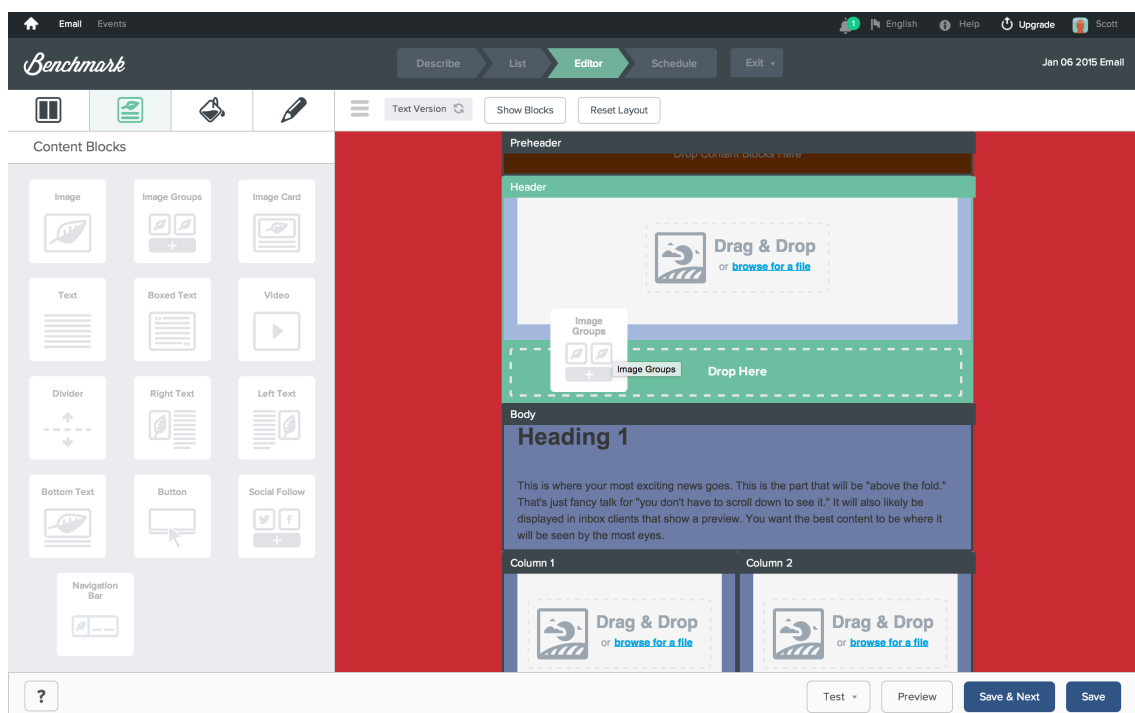 Email Events
1 English Help Upgrade Scott
Benchmark
Describe List Editor Schedule Exit
Jan 06 2015 Email
Text Version Show Blocks Reset Layout
Content Blocks
Image
Image Groups
Image Card
Text
Boxed Text
Video
Divider
Right Text
Left Text
Bottom Text
Button
Social Follow
Navigation
Bar
Preheader
Drop Content Blocks Here
Header
Drag & Drop
or browse for a file
Image
Groups
Image Groups
Drop Here
Body
Heading 1
This is where your most exciting news goes. This is the part that will be "above the fold."
That's just fancy talk for "you don't have to scroll down to see it." It will also likely be
displayed in inbox clients that show a preview. You want the best content to be where it
will be seen by the most eyes.
Column 1
Column 2
Drag & Drop
or browse for a file
Drag & Drop
or browse for a file
?
Test Preview Save & Next Save